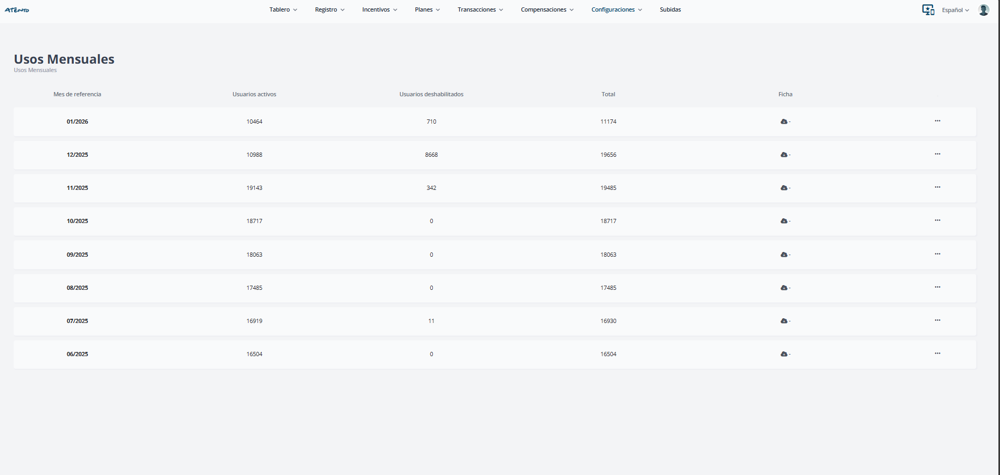 ATENTO Tablero Registro Incentivos Planes Transacciones Compensaciones Configuraciones Subidas Español
Usos Mensuales
Usos Mensuales
Mes de referencia Usuarios activos Usuarios deshabilitados Total Ficha
01/2026 10464 710 11174 - ...
12/2025 10988 8668 19656 - ...
11/2025 19143 342 19485 - ...
10/2025 18717 0 18717 - ...
09/2025 18063 0 18063 - ...
08/2025 17485 0 17485 - ...
07/2025 16919 11 16930 - ...
06/2025 16504 0 16504 - ...